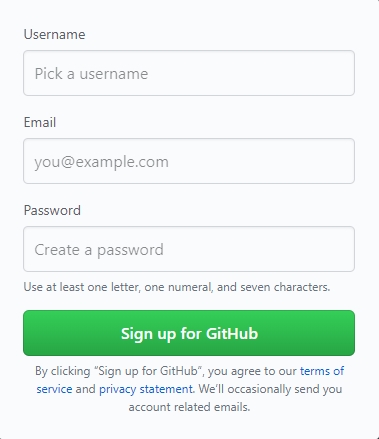 Username
Pick a username
Email
you@example.com
Password
Create a password
Use at least one letter, one numeral, and seven characters.
Sign up for GitHub
By clicking “Sign up for GitHub”, you agree to our terms of
service and privacy statement. We’ll occasionally send you
account related emails.